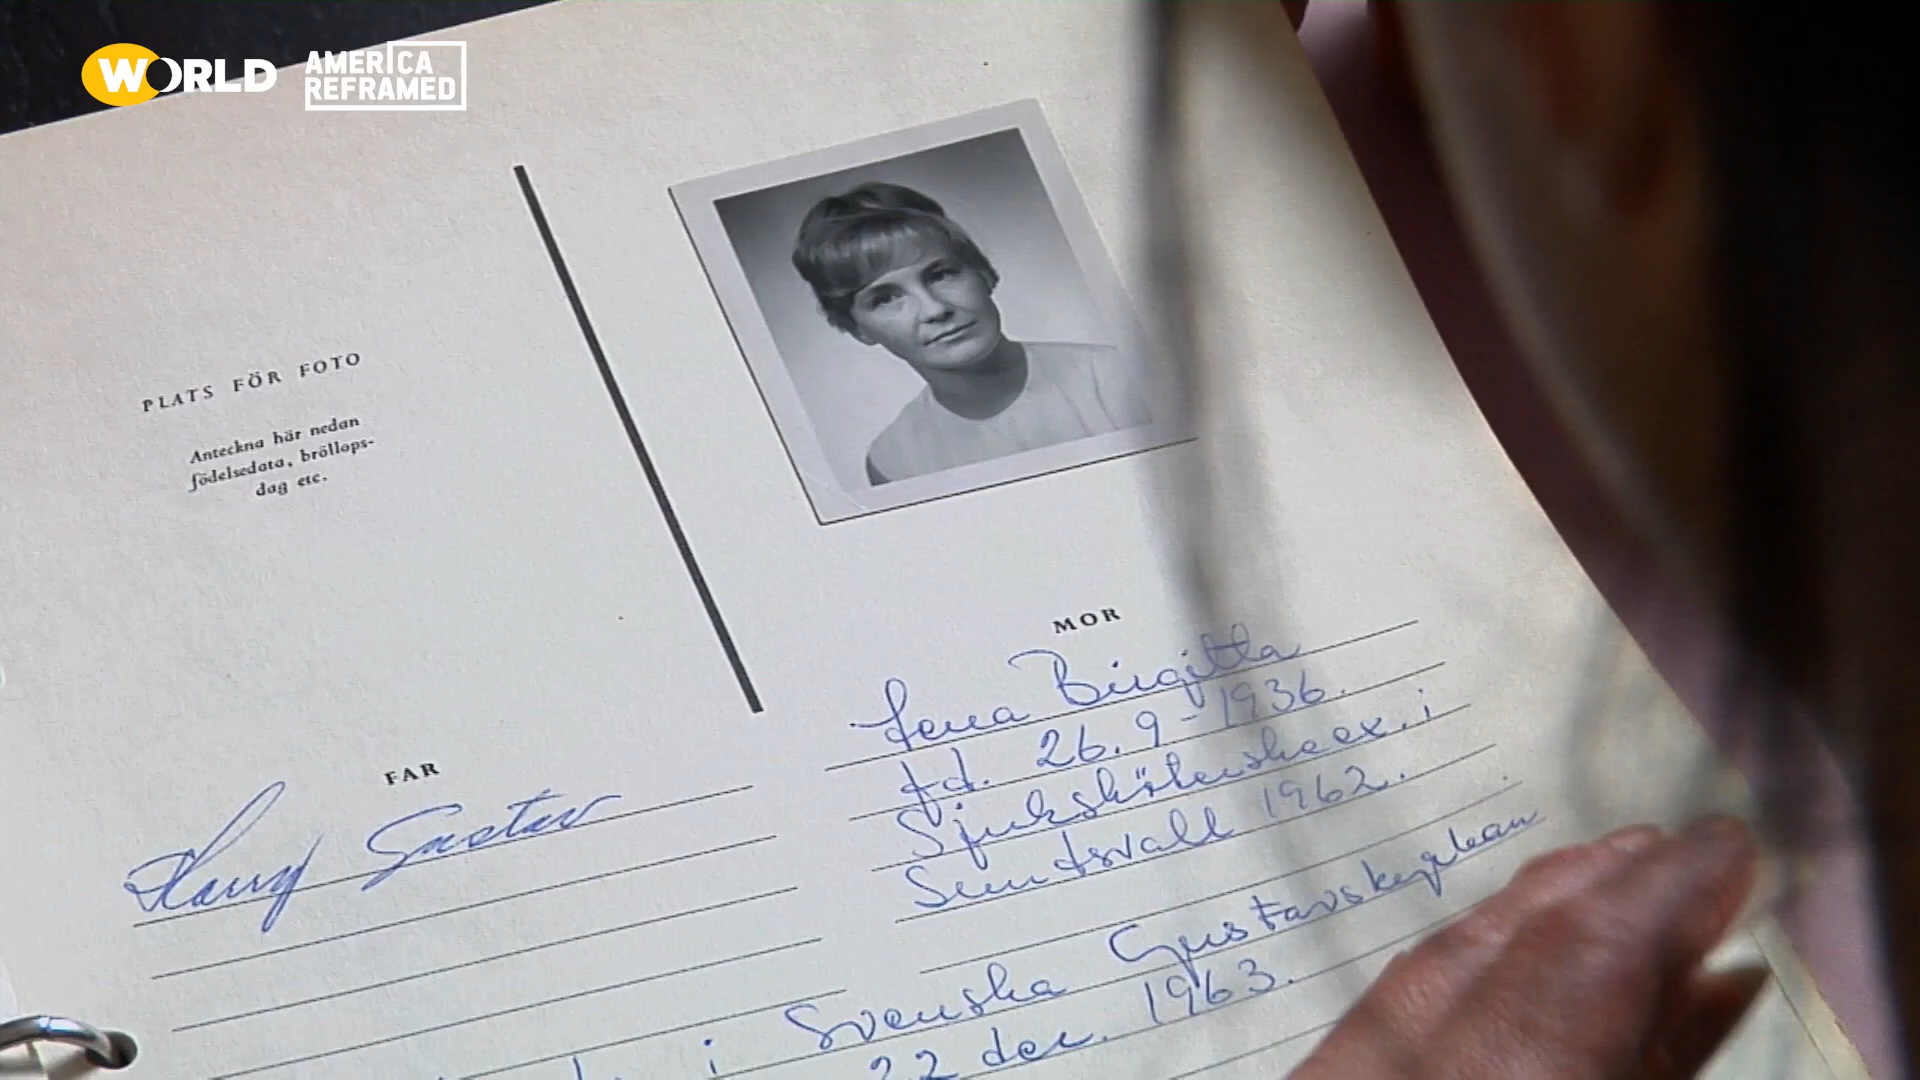 WORLD
AMERICA
REFRAMED
PLATS FÖR FOTO
Anteckna här nedan
födelsedata, bröllops-
dag etc.
MOR
Lena Birgitta
fd. 26.9-1936.
Sjuksköterskeex. i
Sundsvall 1962.
FAR
Harry Gustav
i Svenska Gustavskyrkan
22 dec. 1963.